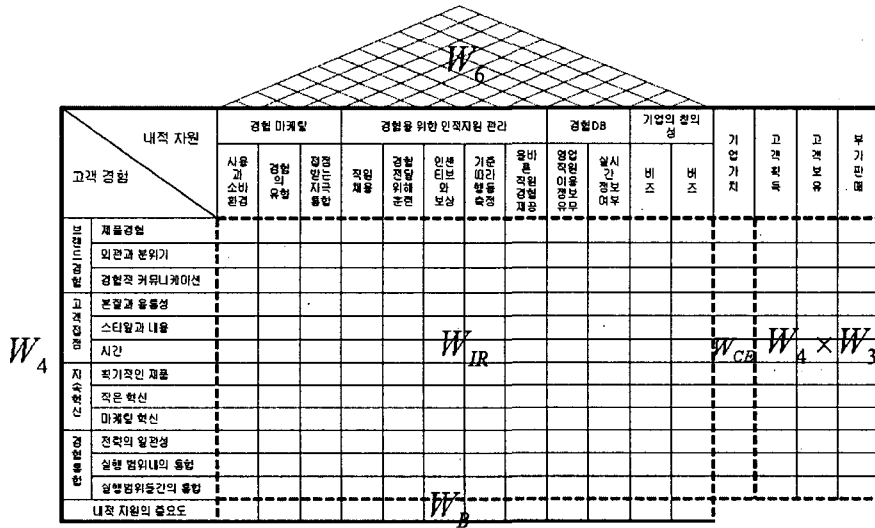 W6
내적 자원
고객 경험
경험 마케팅
경험을 위한 인적자원 관리
경험DB
기업의 창의성
사용과 소비환경
경험의 유형
접점 받는 지극 통합
직원 채용
경험 전달 위해 훈련
인센티브와 보상
기준 따라 행동 측정
올바른 직원 경험 제공
영업 직원 이용 정보 유무
실시간 정보 여부
비즈
버즈
기업가치
고객획득
고객보유
부가판매
브랜드경험
제품경험
외관과 분위기
경험적 커뮤니케이션
고객접점
본질과 융통성
스타일과 내용
시간
지속혁신
획기적인 제품
작은 혁신
마케팅 혁신
경험통합
전략의 일관성
실행 범위내의 통합
실행범위들간의 통합
내적 자원의 중요도
W4
WIR
WCE
W4 × W3
WB